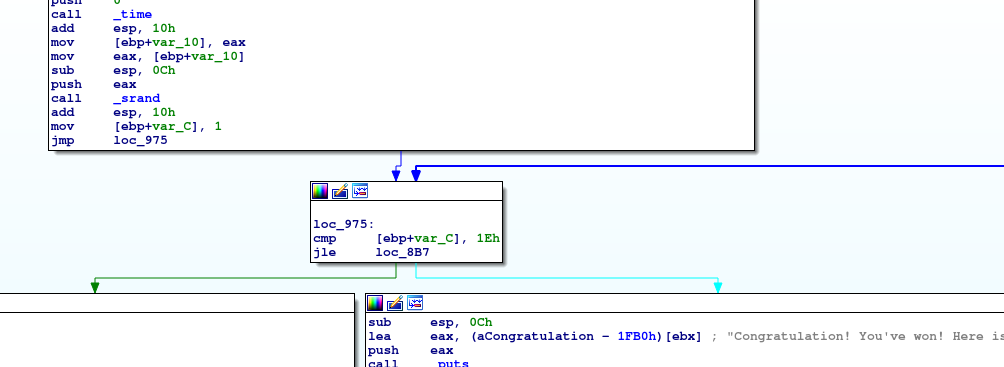 push 0
call _time
add esp, 10h
mov [ebp+var_10], eax
mov eax, [ebp+var_10]
sub esp, 0Ch
push eax
call _srand
add esp, 10h
mov [ebp+var_C], 1
jmp loc_975
loc_975:
cmp [ebp+var_C], 1Eh
jle loc_8B7
sub esp, 0Ch
lea eax, (aCongratulation - 1FB0h)[ebx] ; "Congratulation! You've won! Here is
push eax
call _puts